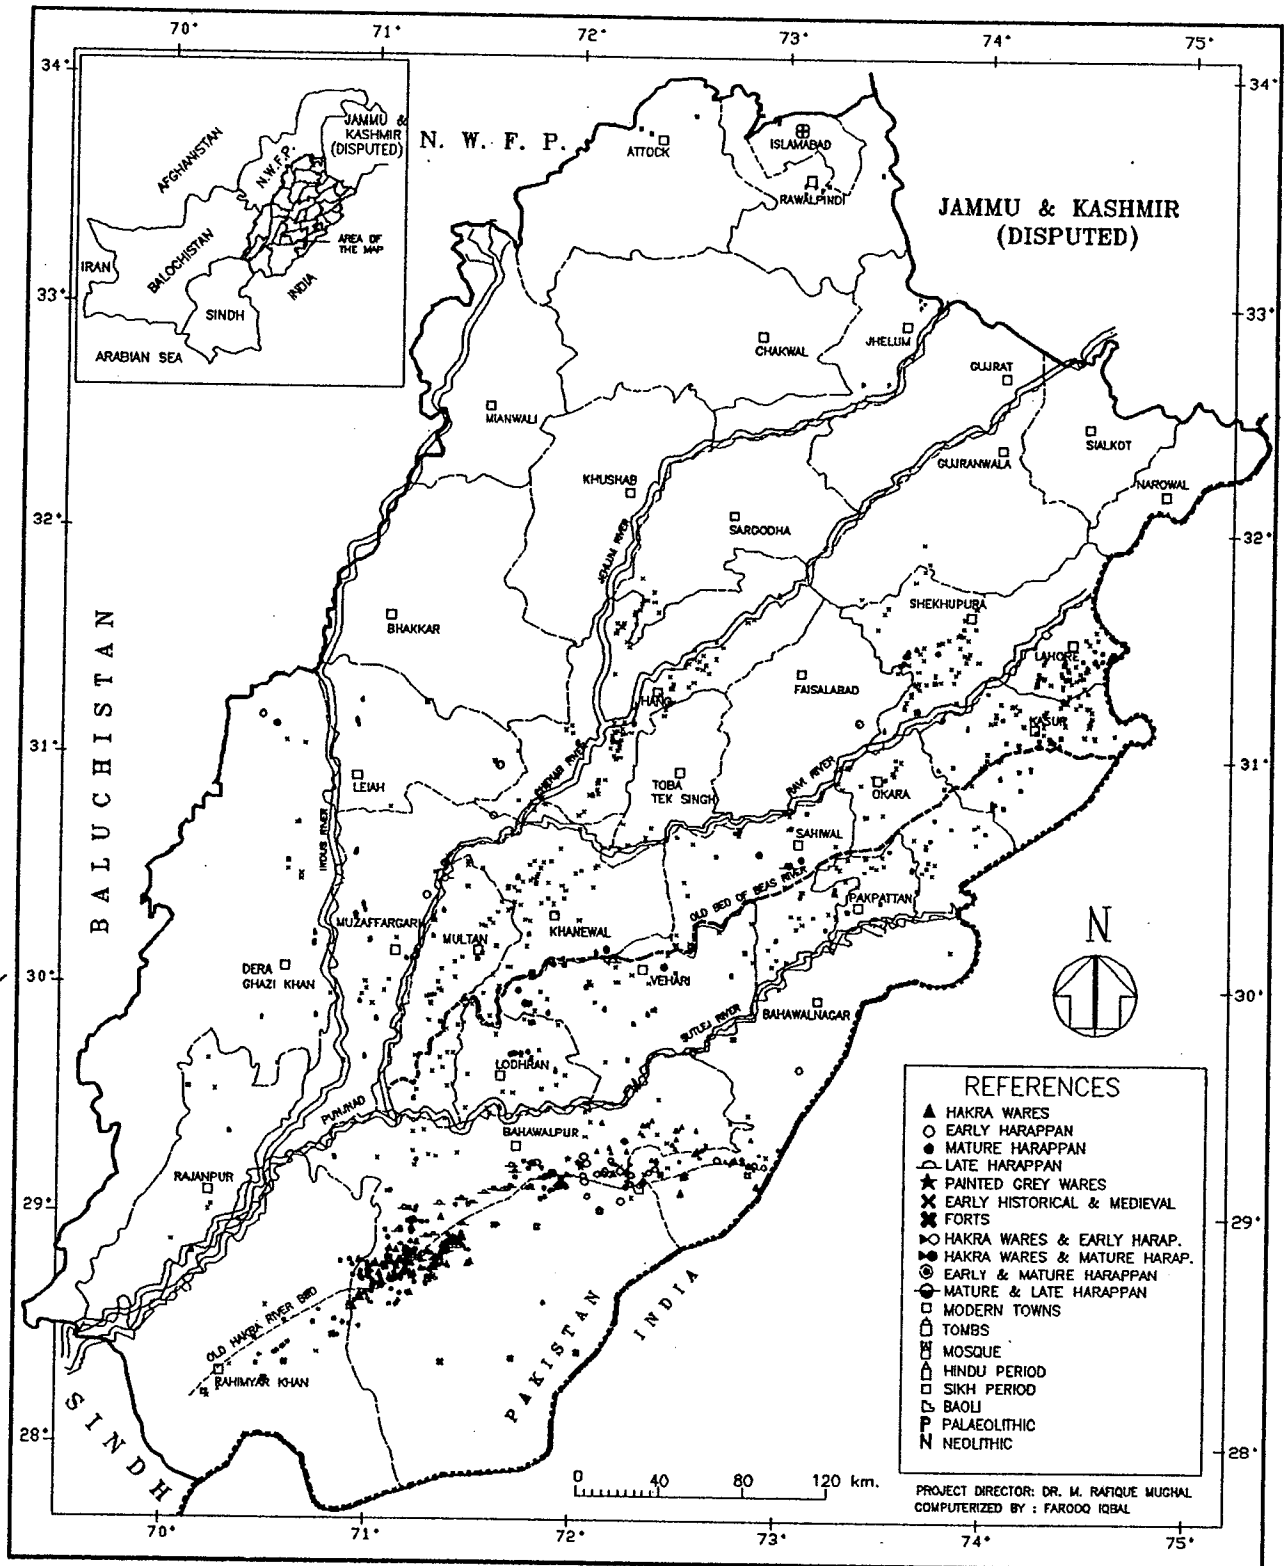 70°
71°
72°
73°
74°
75°
34°
34°
JAMMU &
KASHMIR
(DISPUTED)
AFGHANISTAN
N.W.F.P.
BALOCHISTAN
AREA OF
THE MAP
IRAN
INDIA
SINDH
ARABIAN SEA
N. W. F. P.
ATTOCK
ISLAMABAD
RAWALPINDI
JAMMU & KASHMIR
(DISPUTED)
33°
33°
CHAKWAL
JHELUM
GUJRAT
MIANWALI
SIALKOT
GUJRANWALA
KHUSHAB
NAROWAL
32°
32°
SARGODHA
JEHLUM RIVER
SHEKHUPURA
BHAKKAR
BALUCHISTAN
LAHORE
FAISALABAD
HANG
KASUR
31°
31°
LEIAH
TOBA
TEK SINGH
RAVI RIVER
OKARA
SAHIWAL
INDUS RIVER
OLD BED OF BEAS RIVER
PAKPATTAN
MUZAFFARGARH
MULTAN
KHANEWAL
N
DERA
GHAZI KHAN
VEHARI
30°
30°
BAHAWALNAGAR
SUTLEJ RIVER
LODHRAN
PUNJNAD
BAHAWALPUR
RAJANPUR
29°
29°
OLD HAKRA RIVER BED
RAHIMYAR KHAN
PAKISTAN
INDIA
SINDH
28°
28°
REFERENCES
HAKRA WARES
EARLY HARAPPAN
MATURE HARAPPAN
LATE HARAPPAN
PAINTED GREY WARES
EARLY HISTORICAL & MEDIEVAL
FORTS
HAKRA WARES & EARLY HARAP.
HAKRA WARES & MATURE HARAP.
EARLY & MATURE HARAPPAN
MATURE & LATE HARAPPAN
MODERN TOWNS
TOMBS
MOSQUE
HINDU PERIOD
SIKH PERIOD
BAOLI
P PALAEOLITHIC
N NEOLITHIC
0 40 80 120 km.
PROJECT DIRECTOR: DR. M. RAFIQUE MUGHAL
COMPUTERIZED BY : FAROOQ IQBAL
70°
71°
72°
73°
74°
75°